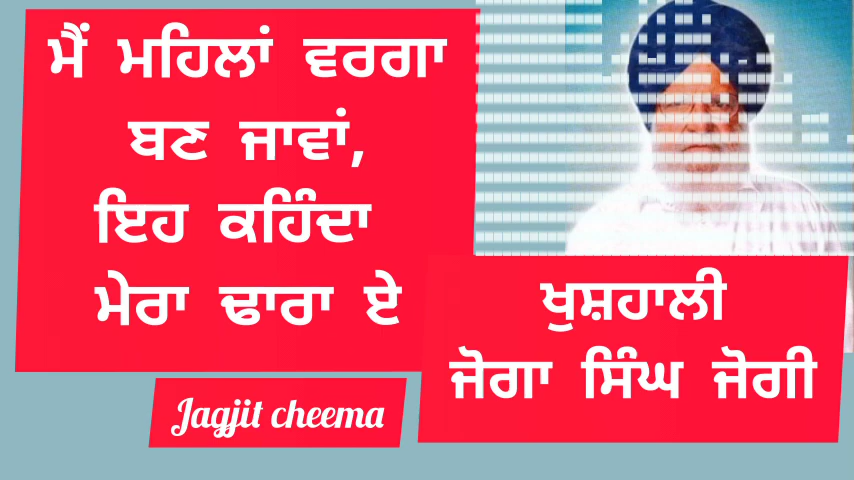 ਮੈਂ ਮਹਿਲਾਂ ਵਰਗਾ
ਬਣ ਜਾਵਾਂ,
ਇਹ ਕਹਿੰਦਾ
ਮੇਰਾ ਢਾਰਾ ਏ
ਖੁਸ਼ਹਾਲੀ
ਜੋਗਾ ਸਿੰਘ ਜੋਗੀ
Jagjit cheema